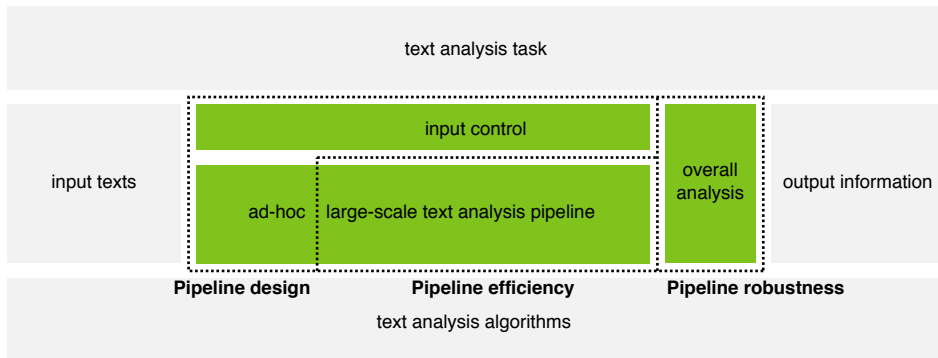 text analysis task
input control
input texts
overall
analysis
output information
ad-hoc
large-scale text analysis pipeline
Pipeline design
Pipeline efficiency
Pipeline robustness
text analysis algorithms